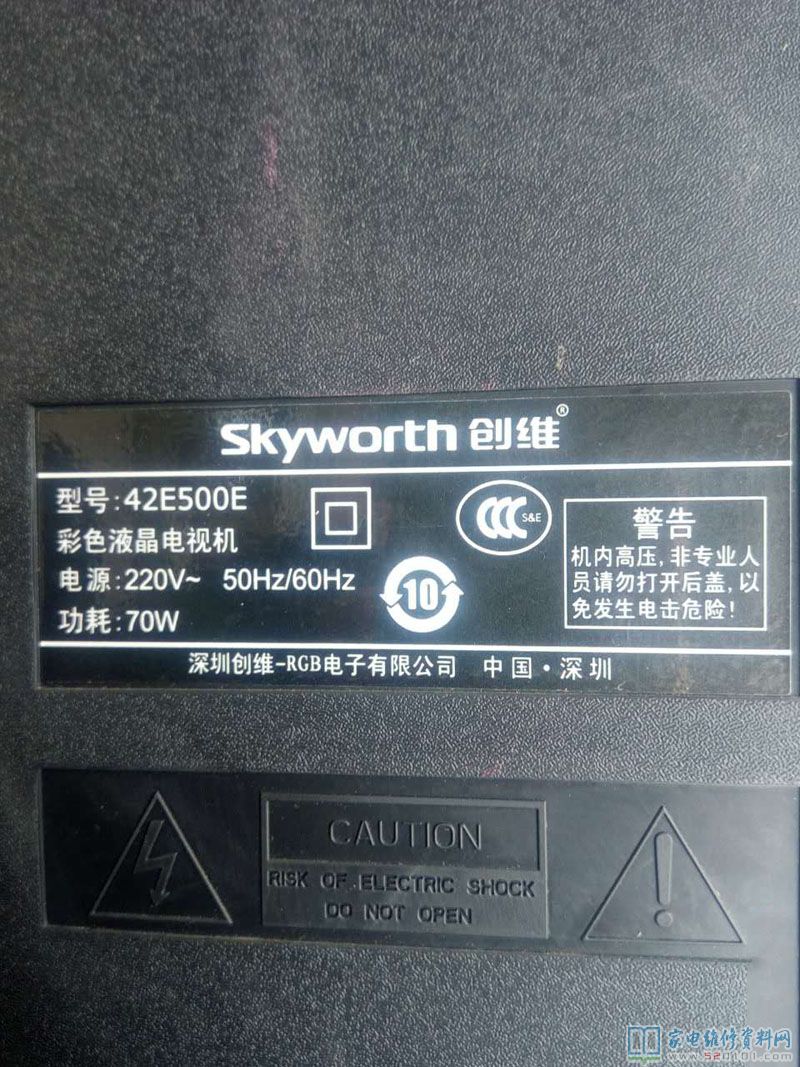 Skyworth 创维®
型号:42E500E
彩色液晶电视机
电源:220V~ 50Hz/60Hz
功耗:70W
CCC S&E
10
警告
机内高压,非专业人
员请勿打开后盖,以
免发生电击危险!
深圳创维-RGB电子有限公司 中国·深圳
CAUTION
RISK OF ELECTRIC SHOCK
DO NOT OPEN
家电维修资料网
www.520101.com